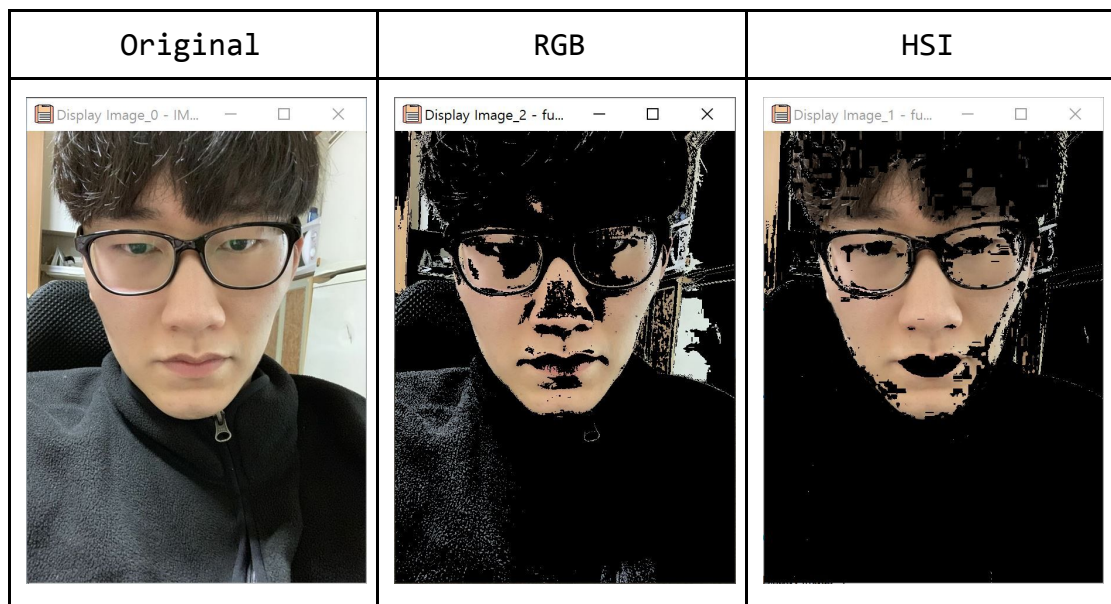 Original
RGB
HSI
Display Image_0 - IM...
Display Image_2 - fu...
Display Image_1 - fu...